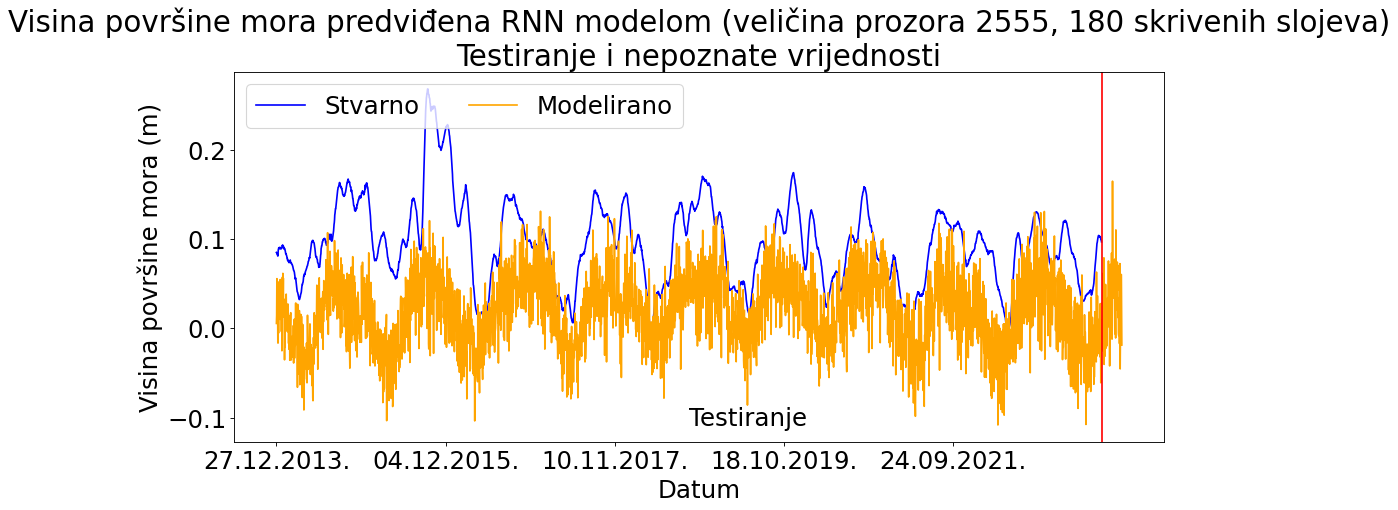 Visina površine mora predviđena RNN modelom (veličina prozora 2555, 180 skrivenih slojeva)
Testiranje i nepoznate vrijednosti
Stvarno Modelirano
Visina površine mora (m)
0.2
0.1
0.0
−0.1
Testiranje
27.12.2013. 04.12.2015. 10.11.2017. 18.10.2019. 24.09.2021.
Datum